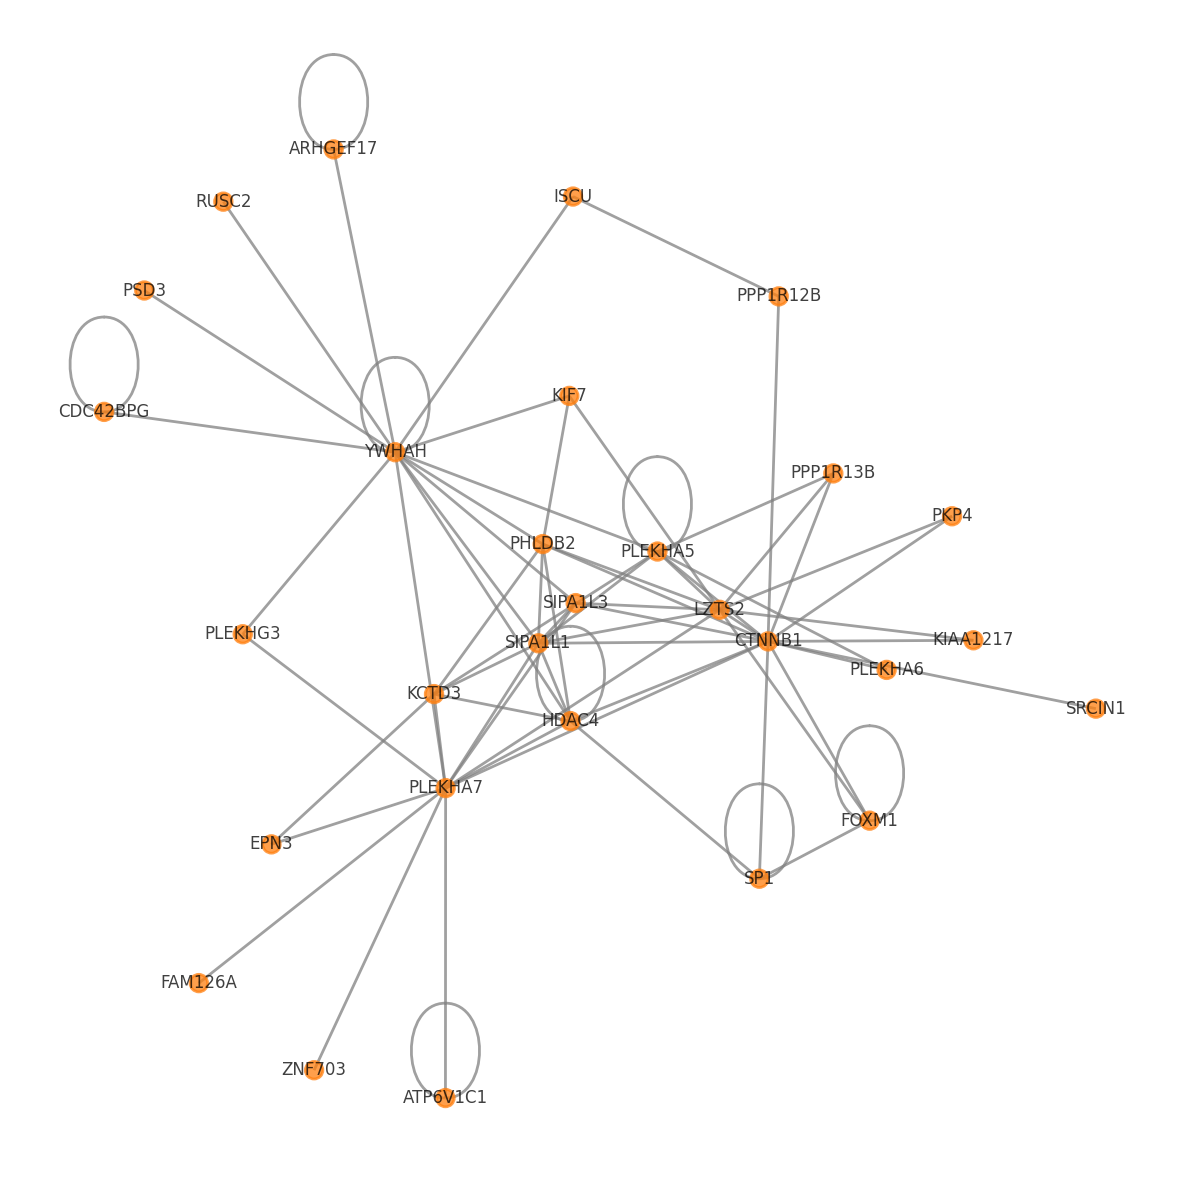 ARHGEF17
ISCU
RUSC2
PSD3
PPP1R12B
KIF7
CDC42BPG
YWHAH
PPP1R13B
PKP4
PHLDB2
PLEKHA5
SIPA1L3
LZTS2
PLEKHG3
SIPA1L1
CTNNB1
KIAA1217
PLEKHA6
KCTD3
SRCIN1
HDAC4
PLEKHA7
FOXM1
EPN3
SP1
FAM126A
ZNF703
ATP6V1C1